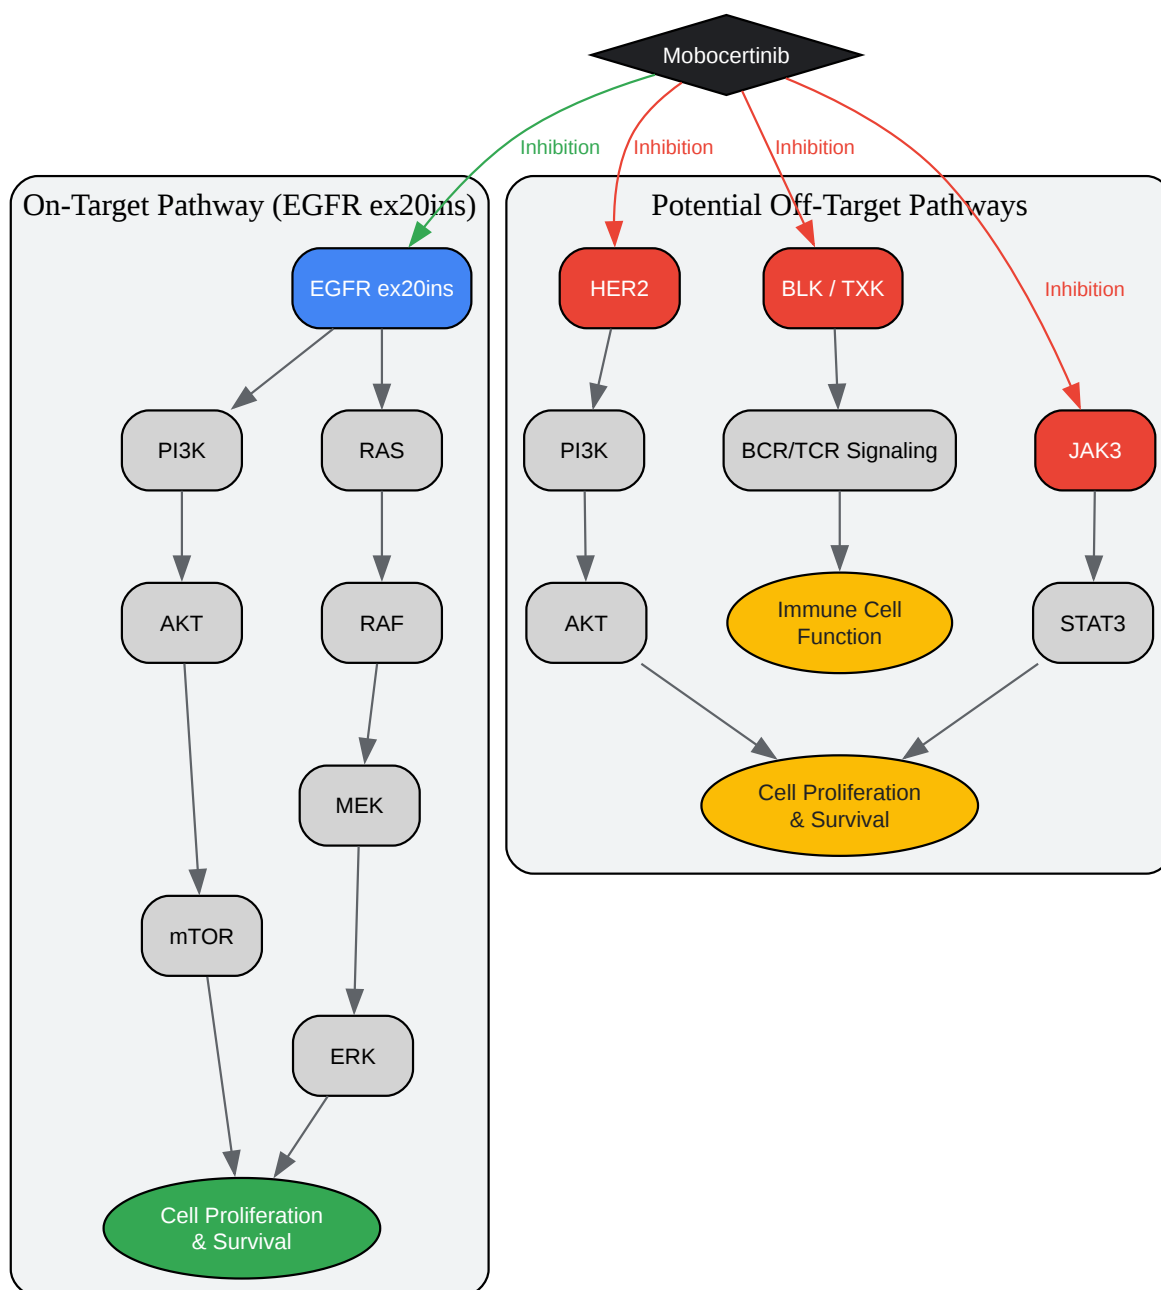 Mobocertinib
Inhibition
Inhibition
Inhibition
On-Target Pathway (EGFR ex20ins)
Potential Off-Target Pathways
EGFR ex20ins
HER2
BLK / TXK
Inhibition
PI3K
RAS
PI3K
BCR/TCR Signaling
JAK3
AKT
RAF
AKT
Immune Cell
Function
STAT3
MEK
Cell Proliferation
& Survival
mTOR
ERK
Cell Proliferation
& Survival